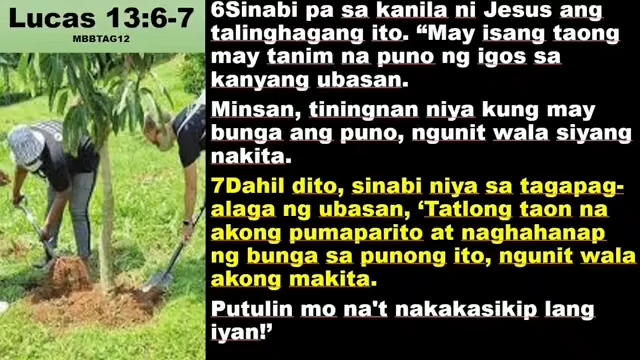 Lucas 13:6-7
MBBTAG12
6Sinabi pa sa kanila ni Jesus ang
talinghagang ito. “May isang taong
may tanim na puno ng igos sa
kanyang ubasan.
Minsan, tiningnan niya kung may
bunga ang puno, ngunit wala siyang
nakita.
7Dahil dito, sinabi niya sa tagapag-
alaga ng ubasan, ‘Tatlong taon na
akong pumaparito at naghahanap
ng bunga sa punong ito, ngunit wala
akong makita.
Putulin mo na't nakakasikip lang
iyan!’